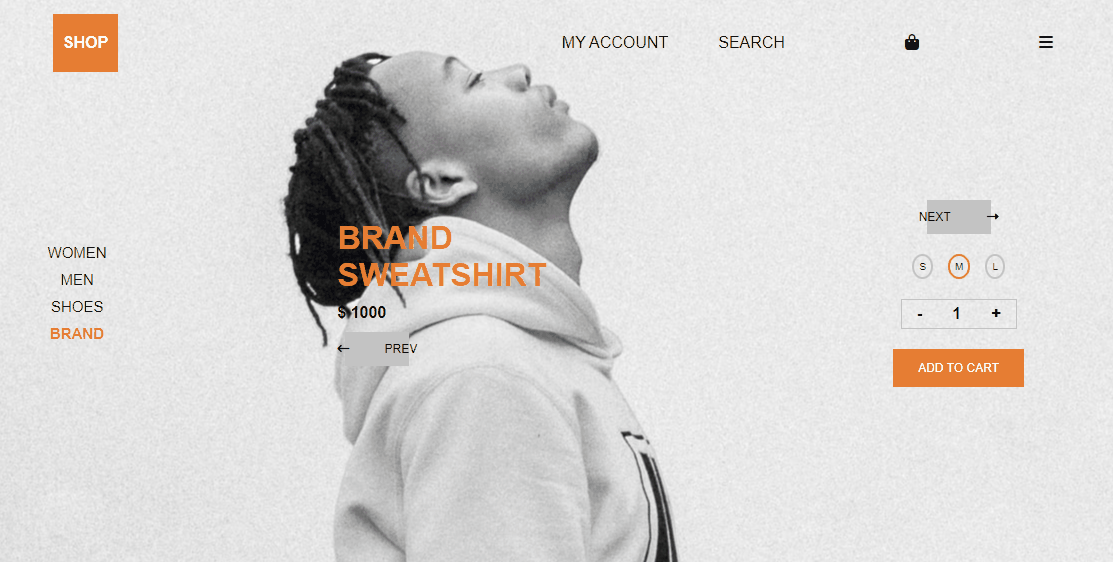 SHOP
MY ACCOUNT
SEARCH
WOMEN
MEN
SHOES
BRAND
BRAND
SWEATSHIRT
$ 1000
← PREV
NEXT →
S M L
- 1 +
ADD TO CART